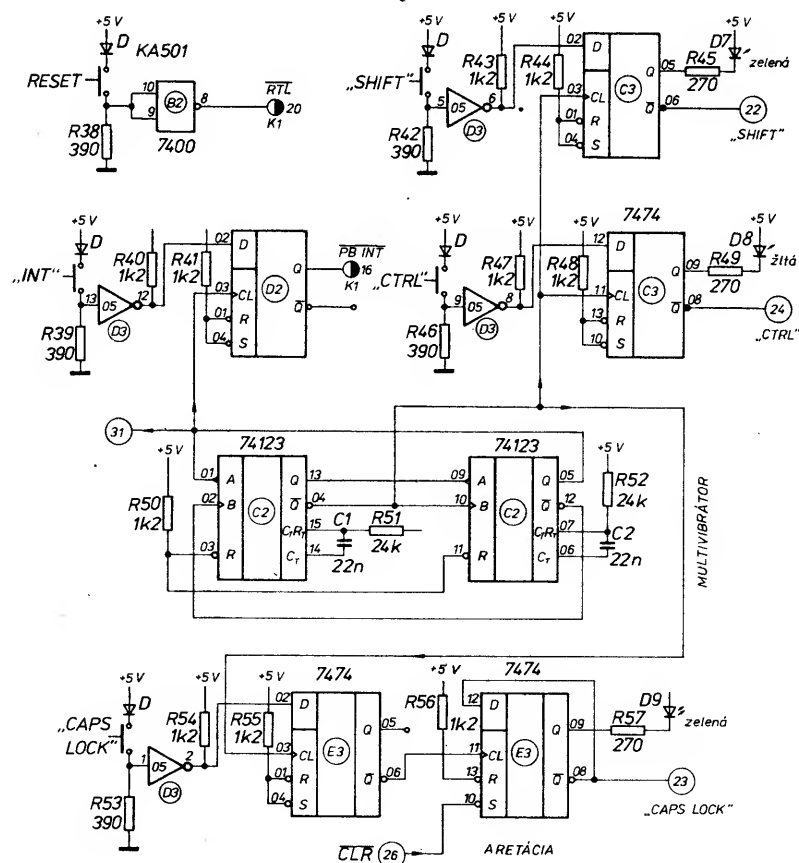 +5 V
D KA501
RESET
10
9
B2
8
R̅T̅L̅
20
K1
R38
390
7400
+5 V
D
„SHIFT"
5
05
6
D3
R42
390
+5 V
R43
1k2
R44
1k2
02
D
03
CL
01
R
04
S
C3
Q
05
Q̅
06
R45
270
+5 V
D7
zelená
22
„SHIFT"
+5 V
D
„INT"
13
05
12
D3
R39
390
+5 V
R40
1k2
R41
1k2
02
D
03
CL
01
R
04
S
D2
Q
Q̅
P̅B̅ I̅N̅T̅
16
K1
+5 V
D
„CTRL"
9
05
8
D3
R46
390
+5 V
R47
1k2
R48
1k2
7474
12
D
11
CL
13
R
10
S
C3
Q
09
Q̅
08
R49
270
+5 V
D8
žltá
24
„CTRL"
31
+5 V
R50
1k2
74123
01
A
02
B
03
R
C2
Q
13
Q̅
04
CTRT
15
CT
14
C1
22n
R51
24k
74123
09
A
10
B
11
R
C2
Q
05
Q̅
12
CTRT
07
CT
06
+5 V
R52
24k
C2
22n
MULTIVIBRÁTOR
+5 V
D
„CAPS
LOCK"
1
05
2
D3
R53
390
+5 V
R54
1k2
+5 V
R55
1k2
7474
02
D
03
CL
01
R
04
S
E3
Q
05
Q̅
06
+5 V
R56
1k2
7474
12
D
11
CL
13
R
10
S
E3
Q
09
Q̅
08
R57
270
+5 V
D9
zelená
23
„CAPS LOCK"
C̅L̅R̅
26
ARETÁCIA